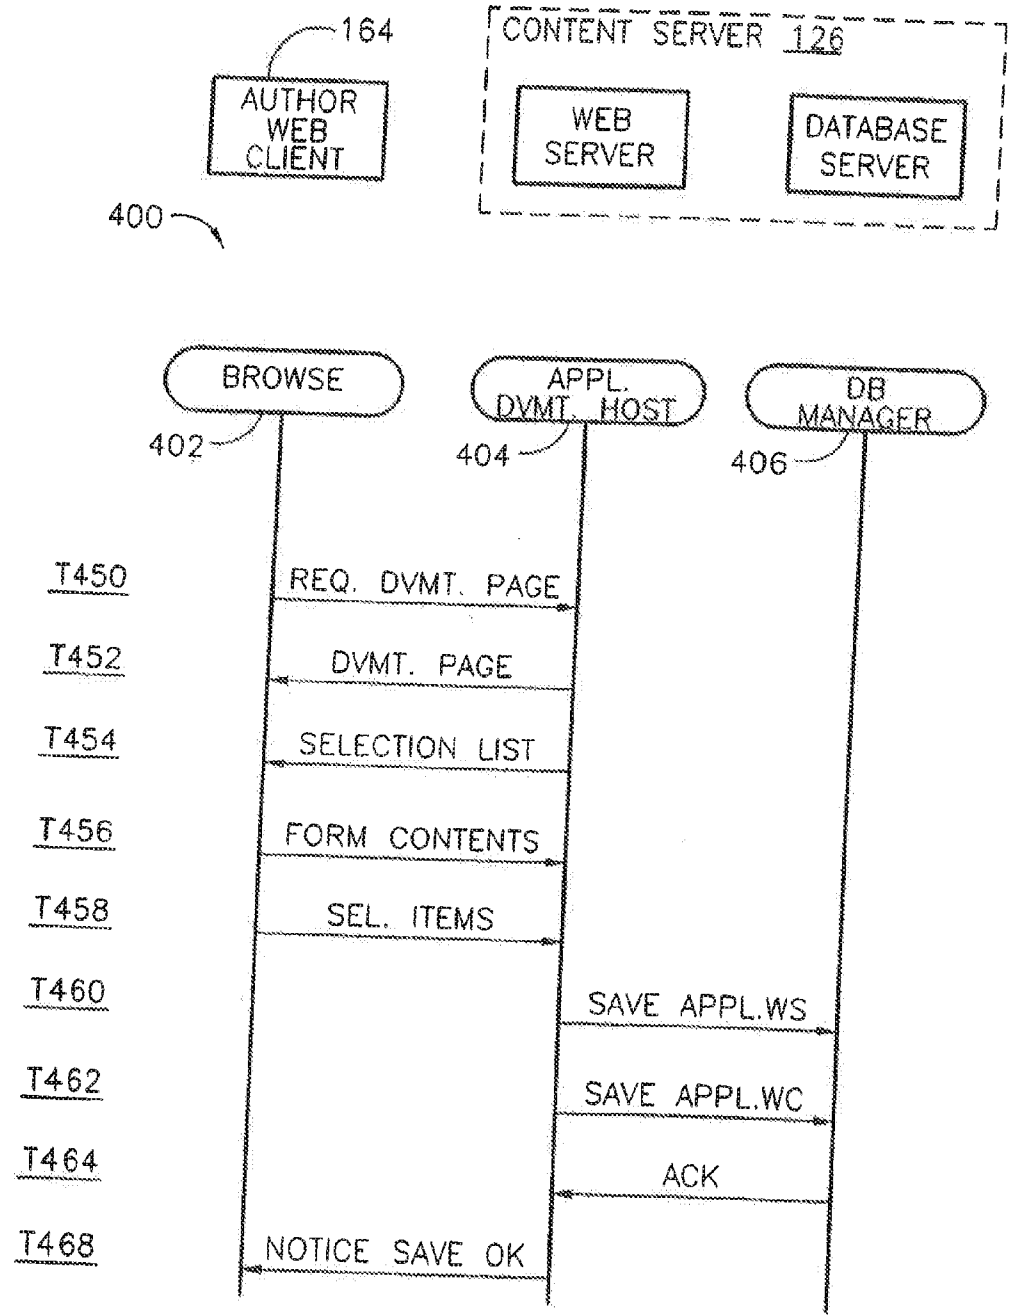 164
CONTENT SERVER 126
AUTHOR
WEB
CLIENT
WEB
SERVER
DATABASE
SERVER
400
BROWSE
APPL.
DVMT. HOST
DB
MANAGER
402
404
406
T450
REQ. DVMT. PAGE
T452
DVMT. PAGE
T454
SELECTION LIST
T456
FORM CONTENTS
T458
SEL. ITEMS
T460
SAVE APPL.WS
T462
SAVE APPL.WC
T464
ACK
T468
NOTICE SAVE OK